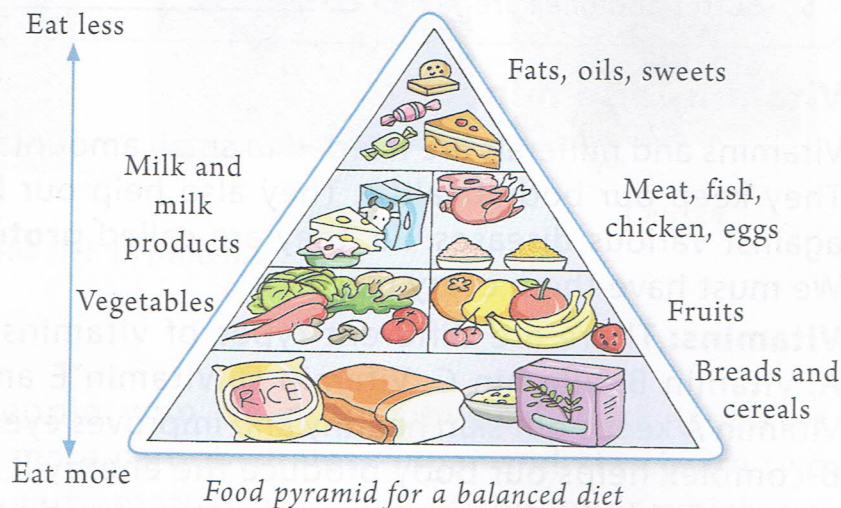 Eat less
Fats, oils, sweets
Milk and
milk
products
Meat, fish,
chicken, eggs
Vegetables
Fruits
Breads and
cereals
RICE
Eat more
Food pyramid for a balanced diet